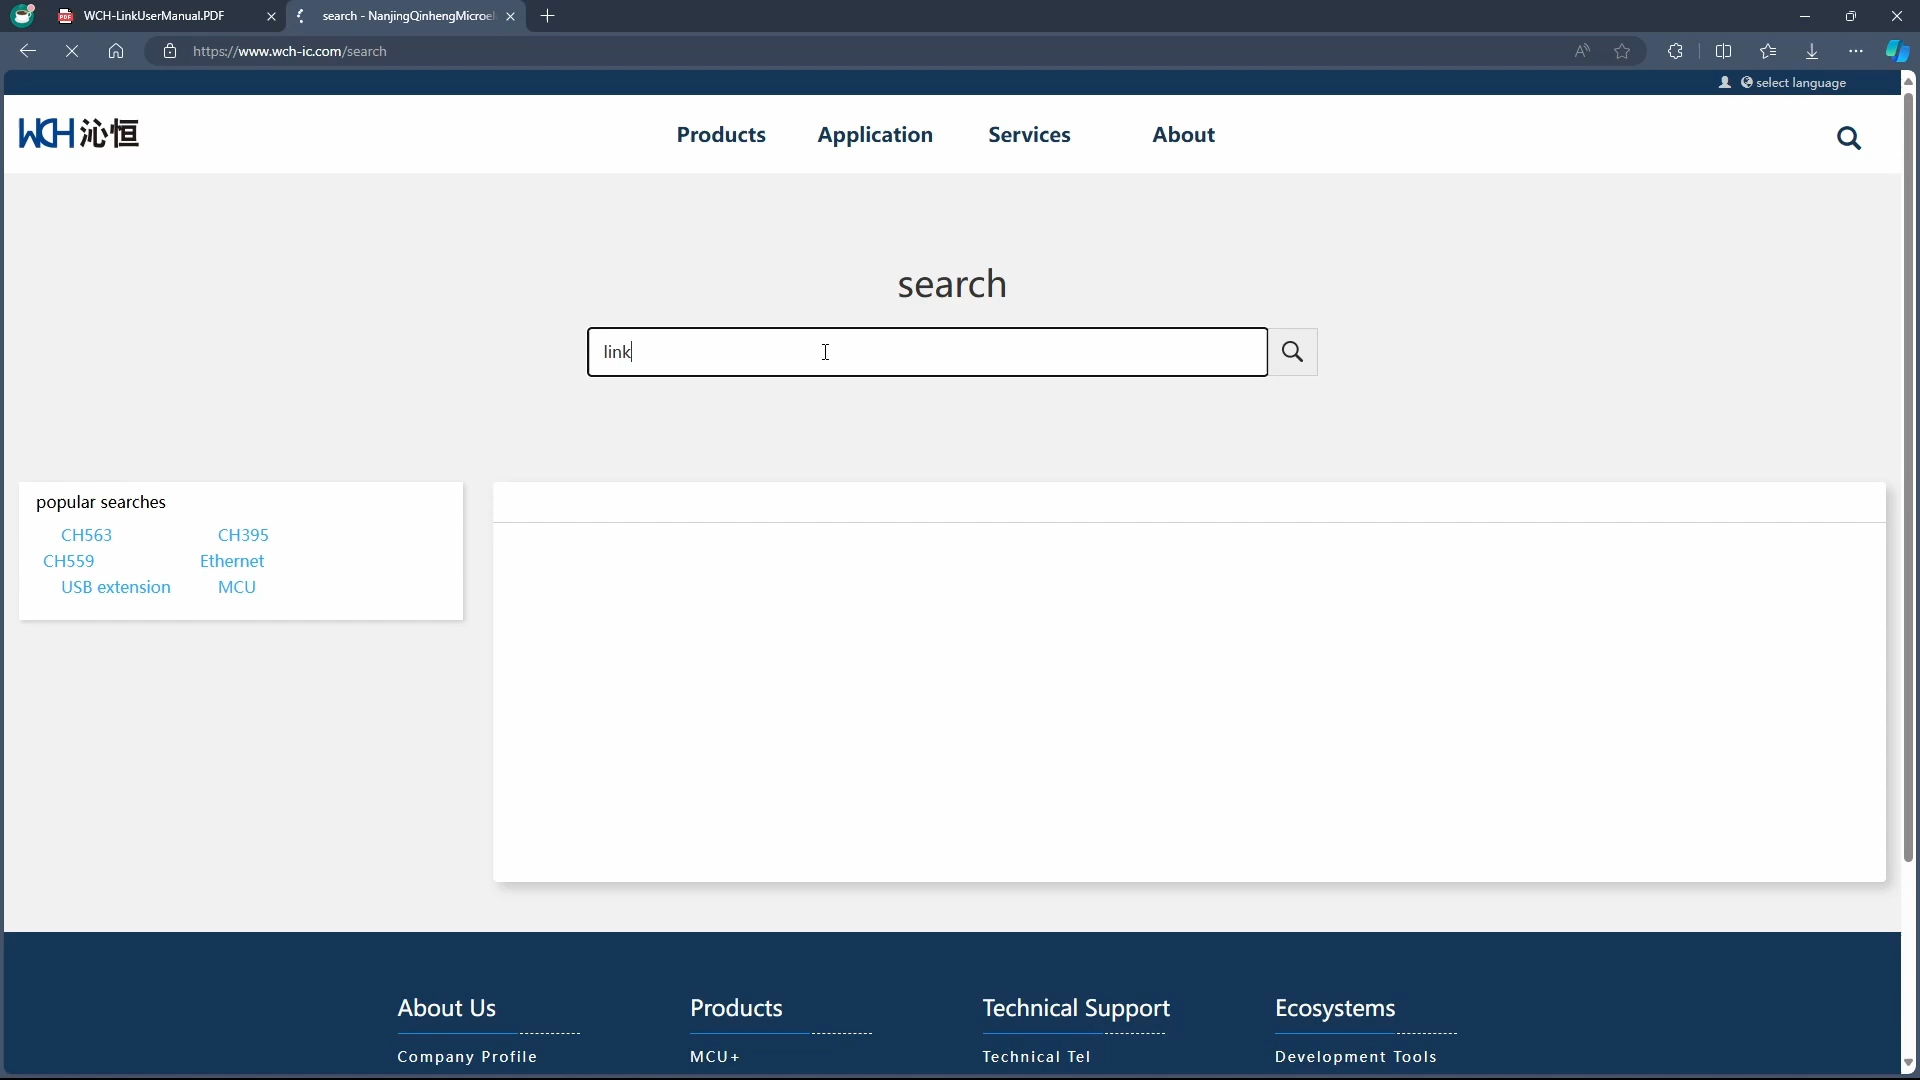 WCH-LinkUserManual.PDF
search - NanjingQinhengMicroel
https://www.wch-ic.com/search
select language
WCH 沁恒
Products Application Services About
search
link
popular searches
CH563 CH395
CH559 Ethernet
USB extension MCU
About Us Products Technical Support Ecosystems
Company Profile MCU+ Technical Tel Development Tools